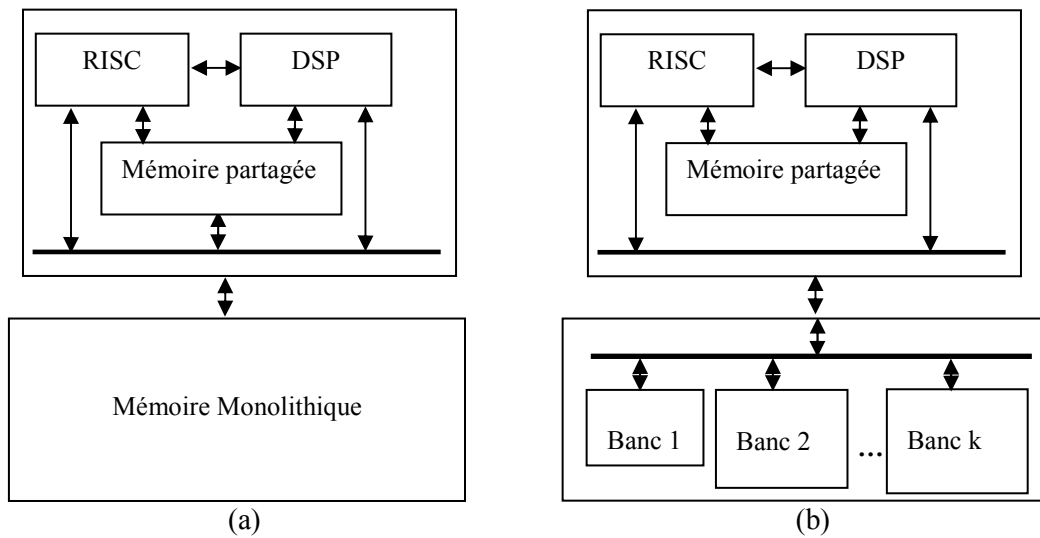 RISC
DSP
Mémoire partagée
Mémoire Monolithique
(a)
RISC
DSP
Mémoire partagée
Banc 1
Banc 2
...
Banc k
(b)